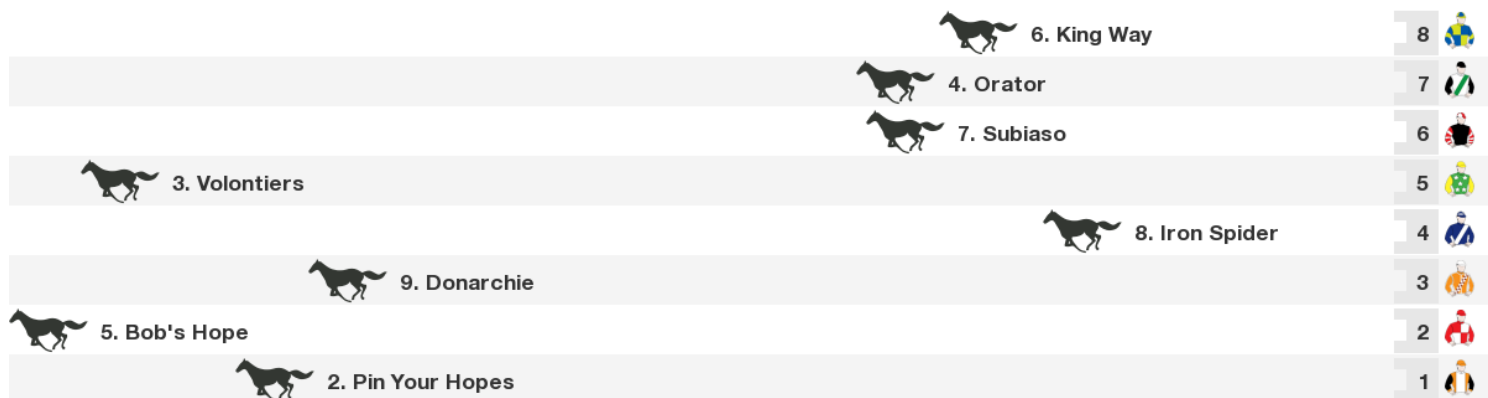 6. King Way 8
4. Orator 7
7. Subiaso 6
3. Volontiers 5
8. Iron Spider 4
9. Donarchie 3
5. Bob's Hope 2
2. Pin Your Hopes 1